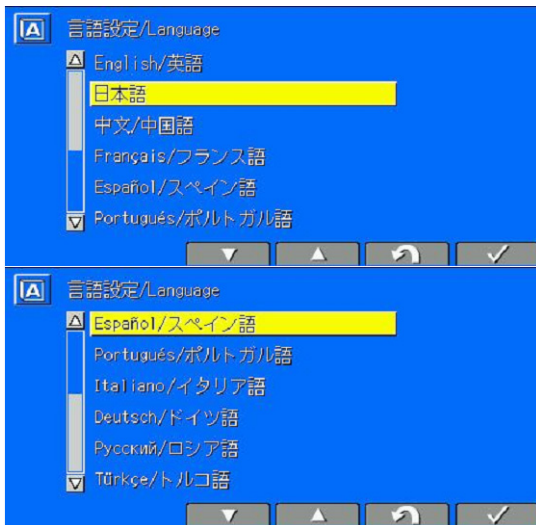 A 言語設定/Language
English/英語
日本語
中文/中国語
Français/フランス語
Español/スペイン語
Portugués/ポルトガル語
A 言語設定/Language
Español/スペイン語
Portugués/ポルトガル語
Italiano/イタリア語
Deutsch/ドイツ語
Русский/ロシア語
Türkçe/トルコ語